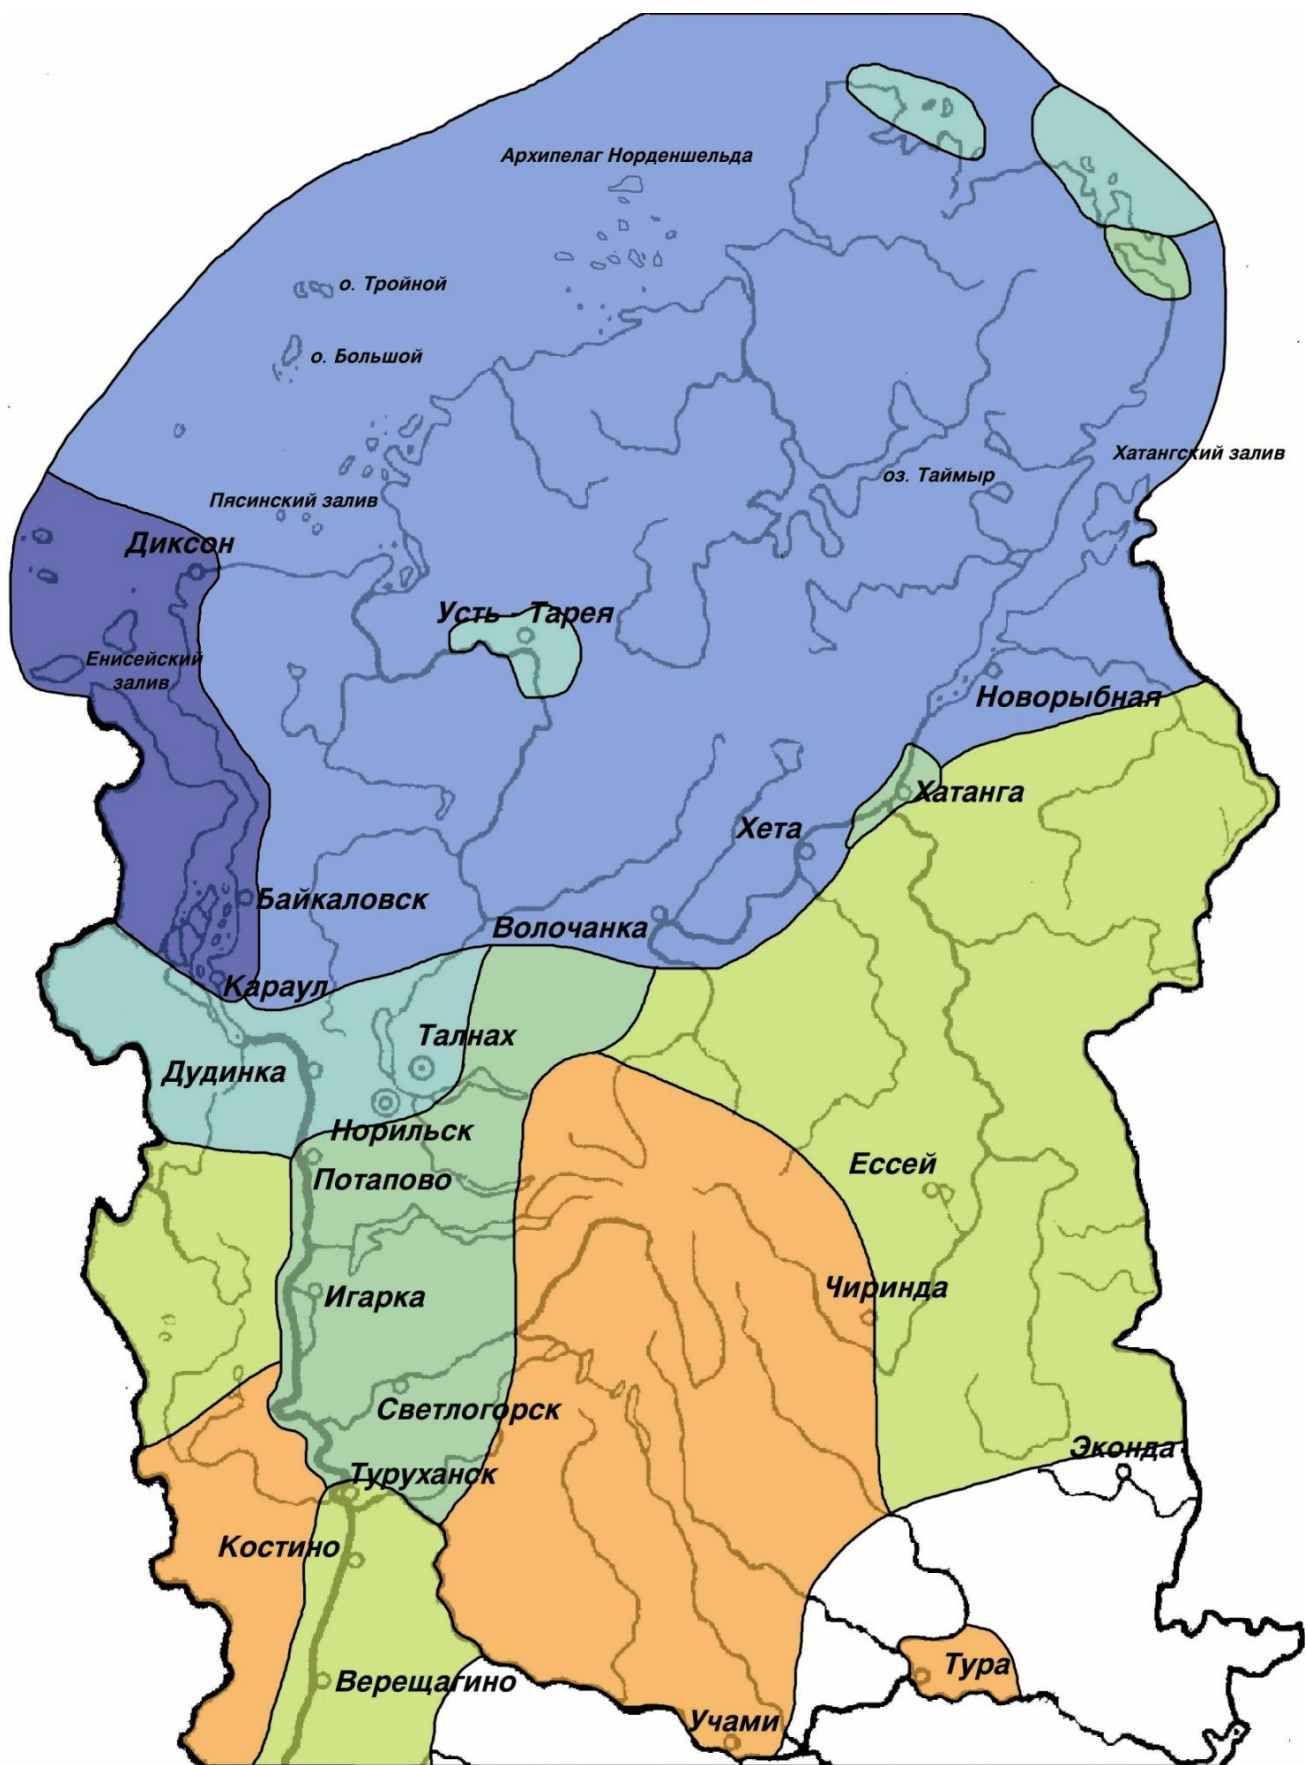 Архипелаг Норденшельда
о. Тройной
о. Большой
Хатангский залив
оз. Таймыр
Пясинский залив
Диксон
Усть - Тарея
Енисейский
залив
Новорыбная
Хатанга
Хета
Байкаловск
Волочанка
Караул
Талнах
Дудинка
Норильск
Потапово
Ессей
Чиринда
Игарка
Светлогорск
Эконда
Туруханск
Костино
Тура
Верещагино
Учами